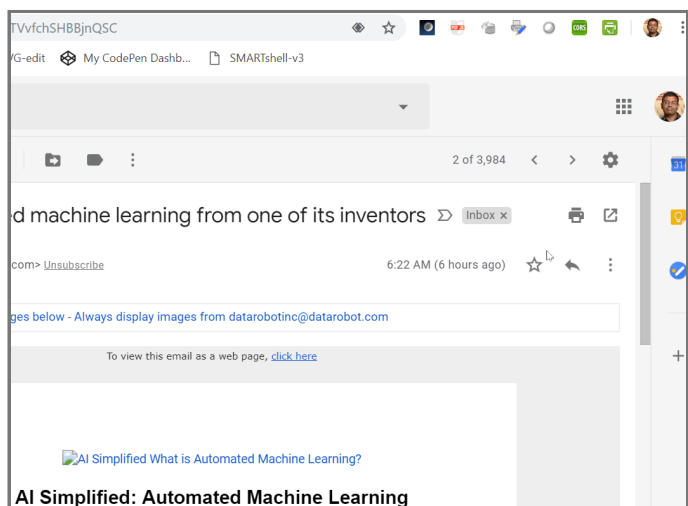 TVvfchSHBBjnQSC
/G-edit My CodePen Dashb... SMARTshell-v3
CORS
2 of 3,984
31
d machine learning from one of its inventors Inbox x
com> Unsubscribe 6:22 AM (6 hours ago)
ges below - Always display images from datarobotinc@datarobot.com
To view this email as a web page, click here
AI Simplified What is Automated Machine Learning?
AI Simplified: Automated Machine Learning